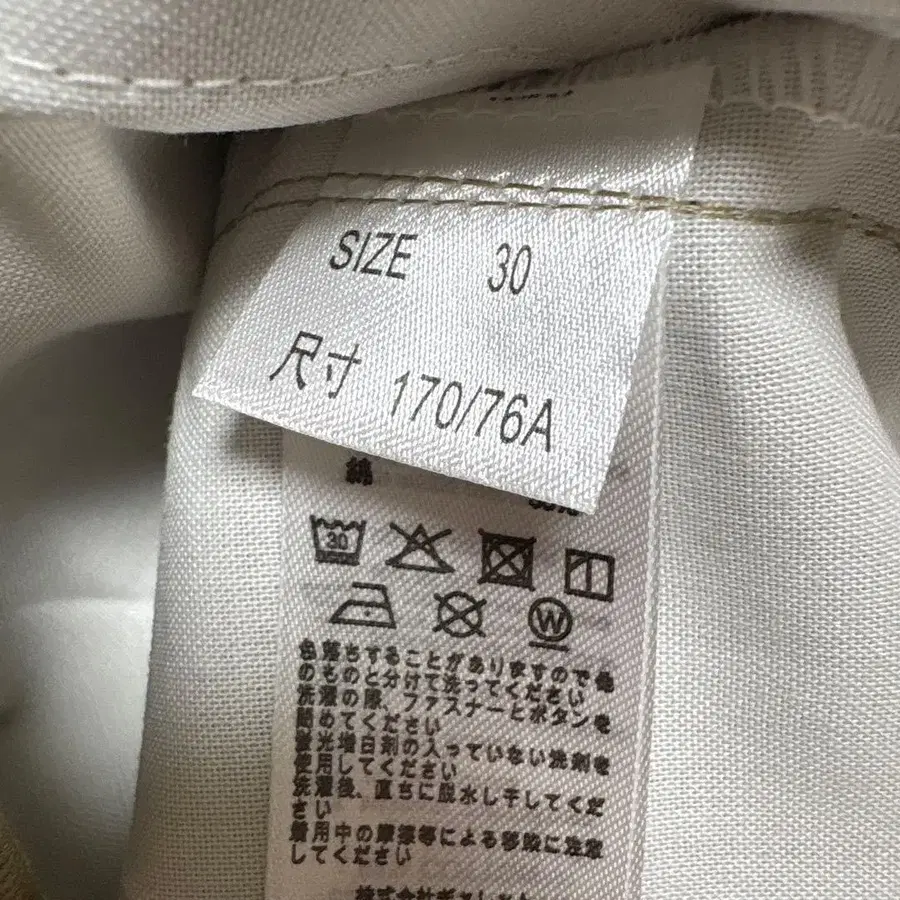 SIZE 30
尺寸 170/76A
綿
30
W
色落ちすることがありますので他
のものと分けて洗ってください
洗濯の際、ファスナーとボタンを
閉めてください
蛍光増白剤の入っていない洗剤を
使用してください
洗濯後、直ちに脱水し干してくだ
さい
着用中の摩擦等による移染に注意
してください
株式会社